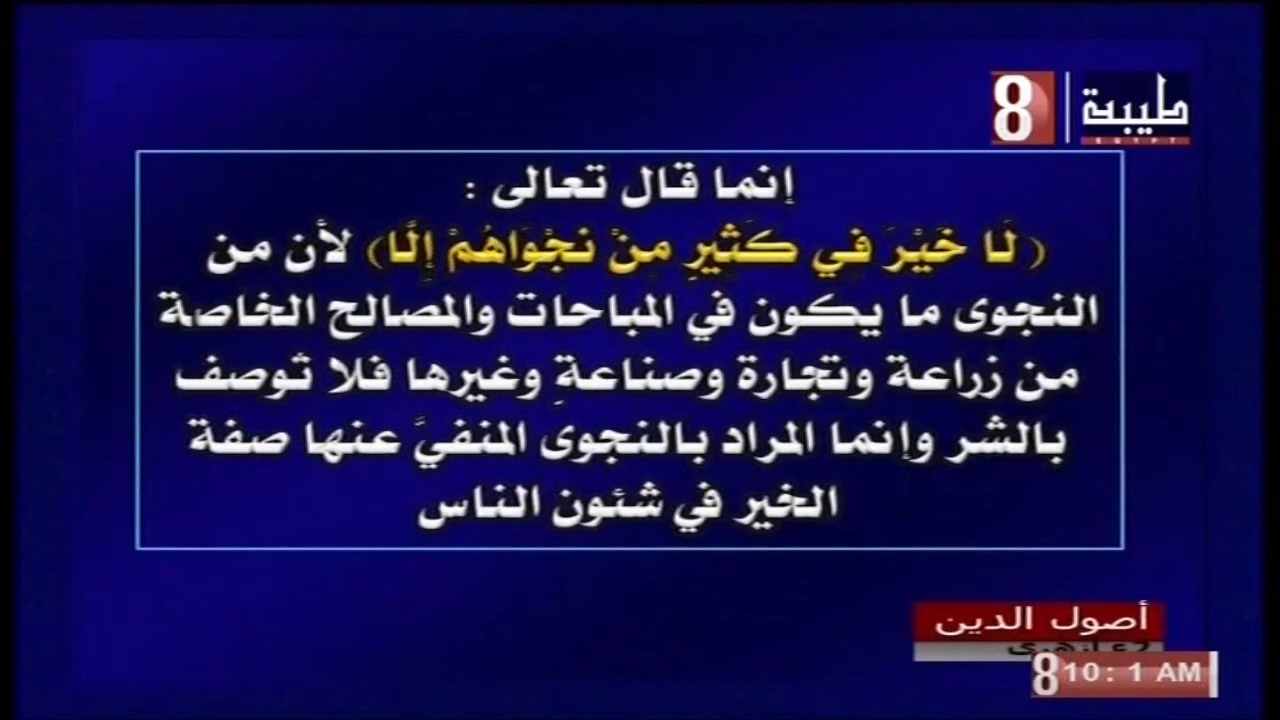 8
طيبة
EGYPT
إنما قال تعالى :
(لَا خَيْرَ فِي كَثِيرٍ مِنْ نجْوَاهُمْ إِلَّا) لأن من
النجوى ما يكون في المباحات والمصالح الخاصة
من زراعة وتجارة وصناعةٍ وغيرها فلا توصف
بالشر وإنما المراد بالنجوى المنفيَّ عنها صفة
الخير في شئون الناس
أصول الدين
8 10: 1 AM